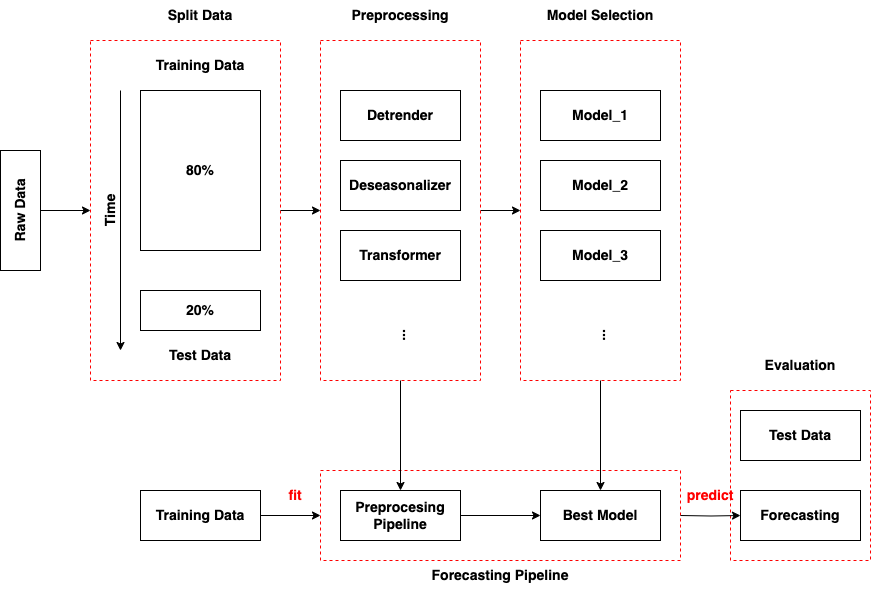 Split Data
Preprocessing
Model Selection
Training Data
Detrender
Model_1
80%
Deseasonalizer
Model_2
Raw Data
Time
Transformer
Model_3
20%
⋮
⋮
Test Data
Evaluation
Test Data
fit
predict
Training Data
Preprocesing
Pipeline
Best Model
Forecasting
Forecasting Pipeline